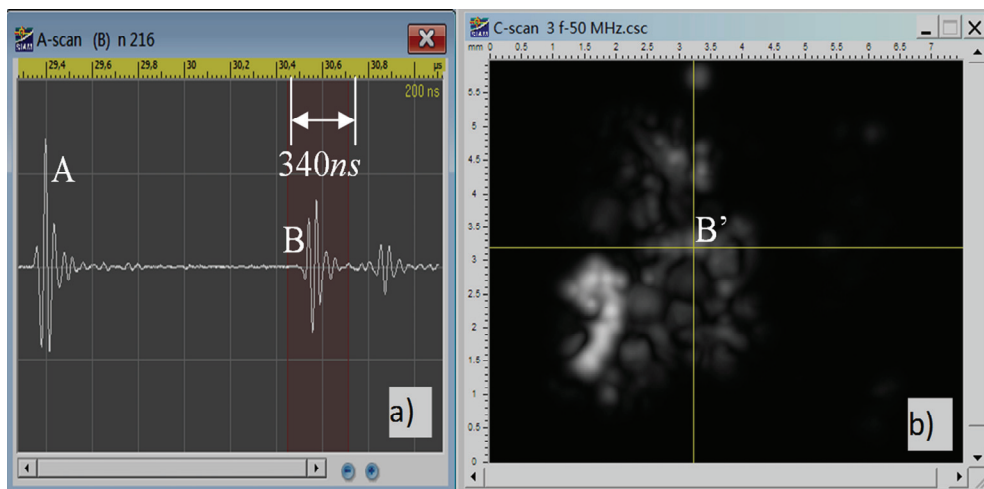 A-scan (B) n 216
29,4 29,6 29,8 30 30,2 30,4 30,6 30,8 µs
200 ns
340ns
A
B
a)
C-scan 3 f-50 MHz.csc
mm 0 0.5 1 1.5 2 2.5 3 3.5 4 4.5 5 5.5 6 6.5 7
5.5
5
4.5
4
3.5
B’
3
2.5
2
1.5
1
0.5
0
b)